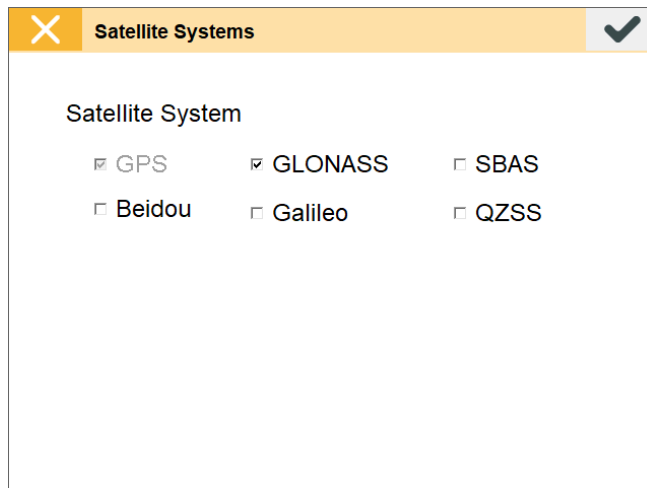 Satellite Systems
Satellite System
GPS GLONASS SBAS
Beidou Galileo QZSS